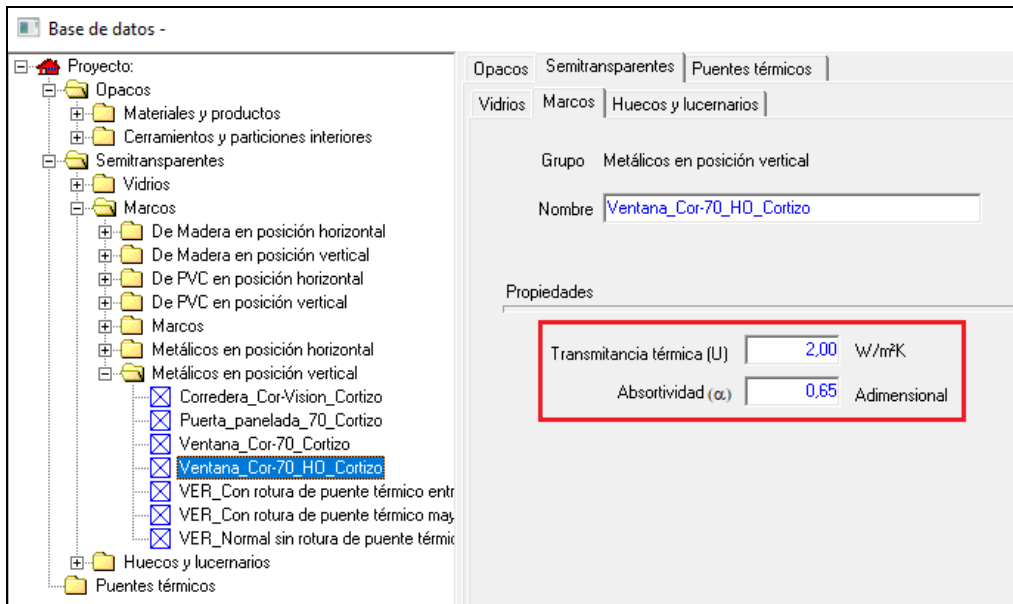 Base de datos -
Proyecto:
Opacos
Materiales y productos
Cerramientos y particiones interiores
Semitransparentes
Vidrios
Marcos
De Madera en posición horizontal
De Madera en posición vertical
De PVC en posición horizontal
De PVC en posición vertical
Marcos
Metálicos en posición horizontal
Metálicos en posición vertical
Corredera_Cor-Vision_Cortizo
Puerta_panelada_70_Cortizo
Ventana_Cor-70_Cortizo
Ventana_Cor-70_HO_Cortizo
VER_Con rotura de puente térmico entr
VER_Con rotura de puente térmico may
VER_Normal sin rotura de puente térmic
Huecos y lucernarios
Puentes térmicos
Opacos Semitransparentes Puentes térmicos
Vidrios Marcos Huecos y lucernarios
Grupo Metálicos en posición vertical
Nombre Ventana_Cor-70_HO_Cortizo
Propiedades
Transmitancia térmica (U) 2,00 W/m²K
Absortividad (α) 0,65 Adimensional